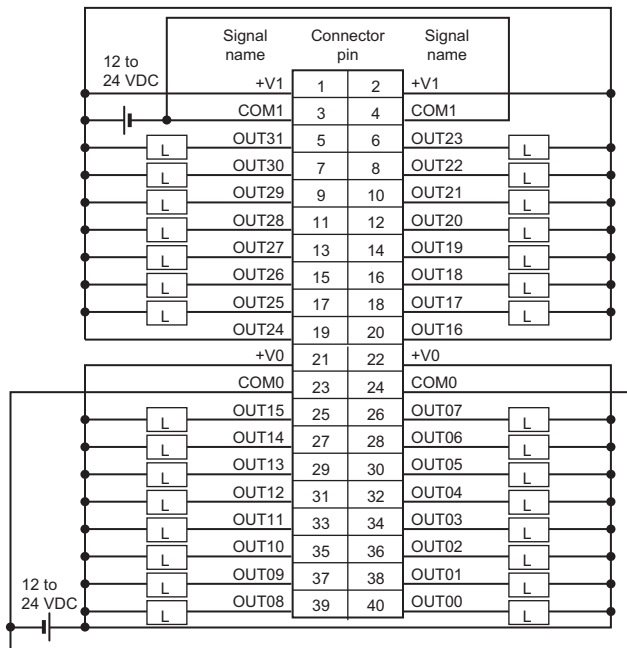 Signal name Connector pin Signal name
12 to 24 VDC
+V1 1 2 +V1
COM1 3 4 COM1
L OUT31 5 6 OUT23 L
L OUT30 7 8 OUT22 L
L OUT29 9 10 OUT21 L
L OUT28 11 12 OUT20 L
L OUT27 13 14 OUT19 L
L OUT26 15 16 OUT18 L
L OUT25 17 18 OUT17 L
OUT24 19 20 OUT16
+V0 21 22 +V0
COM0 23 24 COM0
L OUT15 25 26 OUT07 L
L OUT14 27 28 OUT06 L
L OUT13 29 30 OUT05 L
L OUT12 31 32 OUT04 L
L OUT11 33 34 OUT03 L
L OUT10 35 36 OUT02 L
L OUT09 37 38 OUT01 L
12 to 24 VDC
L OUT08 39 40 OUT00 L